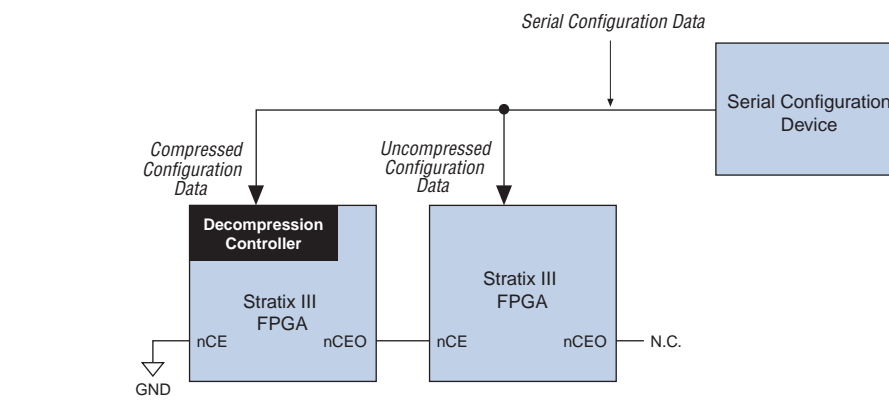 Serial Configuration Data
Serial Configuration
Device
Compressed
Configuration
Data
Uncompressed
Configuration
Data
Decompression
Controller
Stratix III
FPGA
nCE
nCEO
Stratix III
FPGA
nCE
nCEO
N.C.
GND